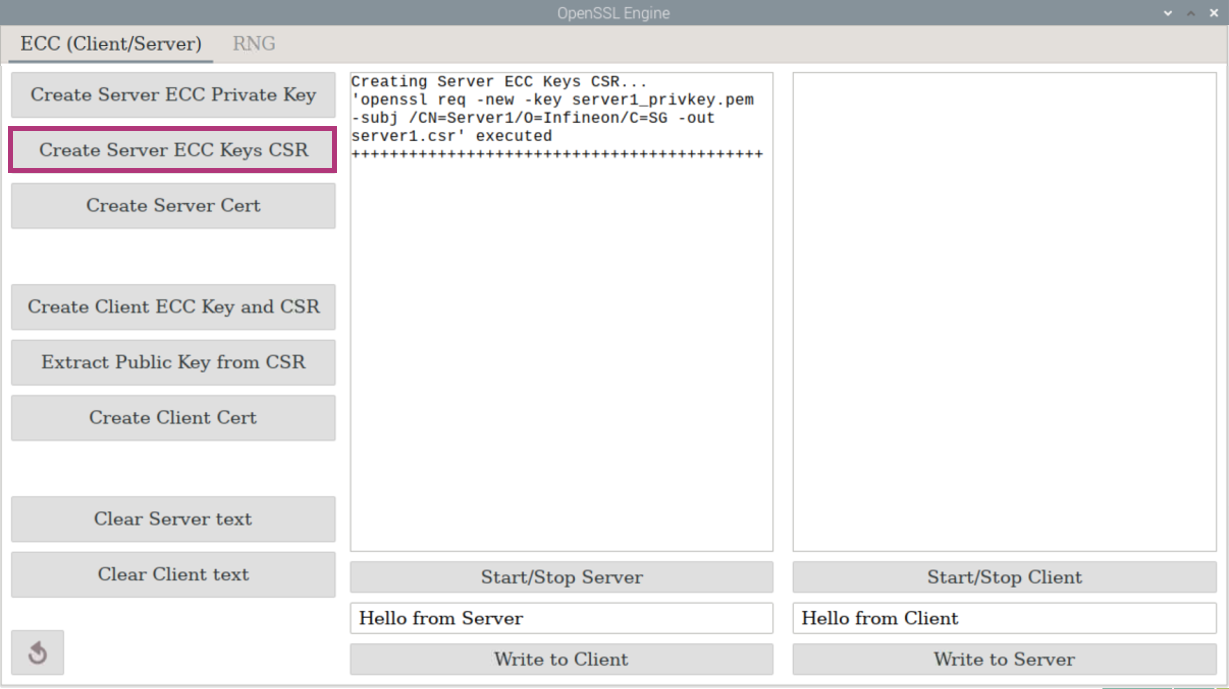 OpenSSL Engine
ECC (Client/Server)
RNG
Create Server ECC Private Key
Create Server ECC Keys CSR
Create Server Cert
Create Client ECC Key and CSR
Extract Public Key from CSR
Create Client Cert
Clear Server text
Clear Client text
Creating Server ECC Keys CSR...
'openssl req -new -key server1_privkey.pem
-subj /CN=Server1/O=Infineon/C=SG -out
server1.csr' executed
+++++++++++++++++++++++++++++++++++++++++++
Start/Stop Server
Hello from Server
Write to Client
Start/Stop Client
Hello from Client
Write to Server